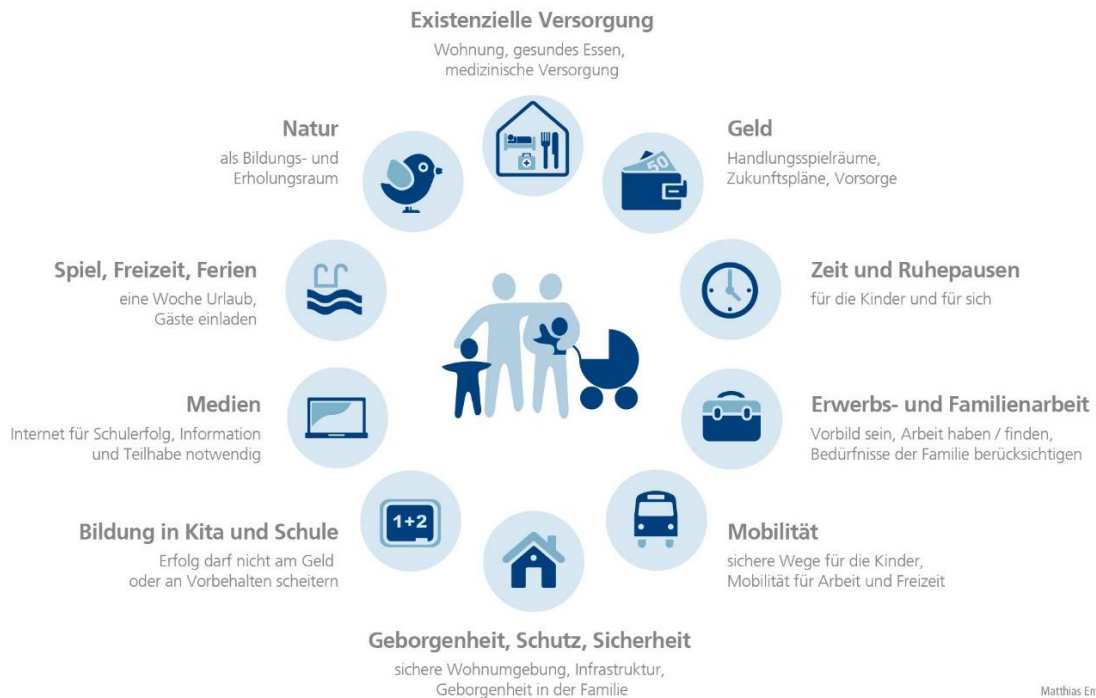 Existenzielle Versorgung
Wohnung, gesundes Essen,
medizinische Versorgung
Geld
Handlungsspielräume,
Zukunftspläne, Vorsorge
50
Zeit und Ruhepausen
für die Kinder und für sich
Erwerbs- und Familienarbeit
Vorbild sein, Arbeit haben / finden,
Bedürfnisse der Familie berücksichtigen
Mobilität
sichere Wege für die Kinder,
Mobilität für Arbeit und Freizeit
Geborgenheit, Schutz, Sicherheit
sichere Wohnumgebung, Infrastruktur,
Geborgenheit in der Familie
Bildung in Kita und Schule
Erfolg darf nicht am Geld
oder an Vorbehalten scheitern
1+2
Medien
Internet für Schulerfolg, Information
und Teilhabe notwendig
Spiel, Freizeit, Ferien
eine Woche Urlaub,
Gäste einladen
Natur
als Bildungs- und
Erholungsraum
Matthias